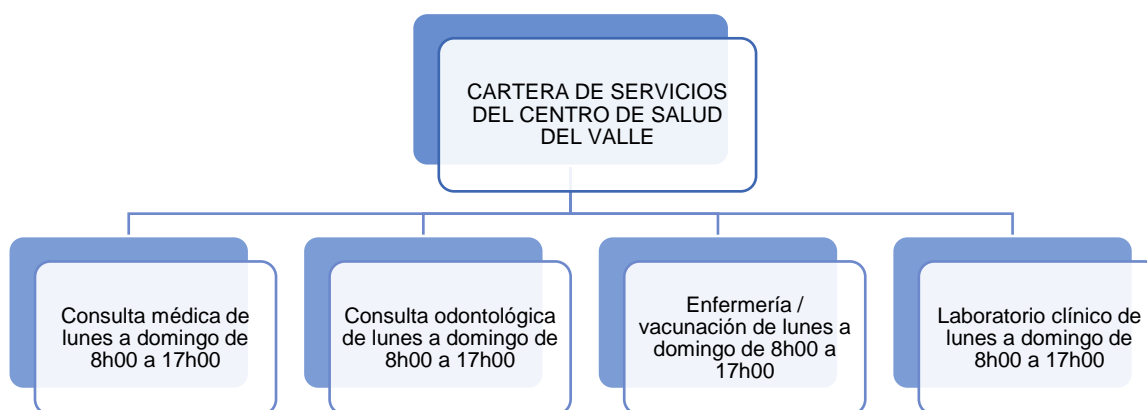 CARTERA DE SERVICIOS
DEL CENTRO DE SALUD
DEL VALLE
Consulta médica de
lunes a domingo de
8h00 a 17h00
Consulta odontológica
de lunes a domingo de
8h00 a 17h00
Enfermería /
vacunación de lunes a
domingo de 8h00 a
17h00
Laboratorio clínico de
lunes a domingo de
8h00 a 17h00